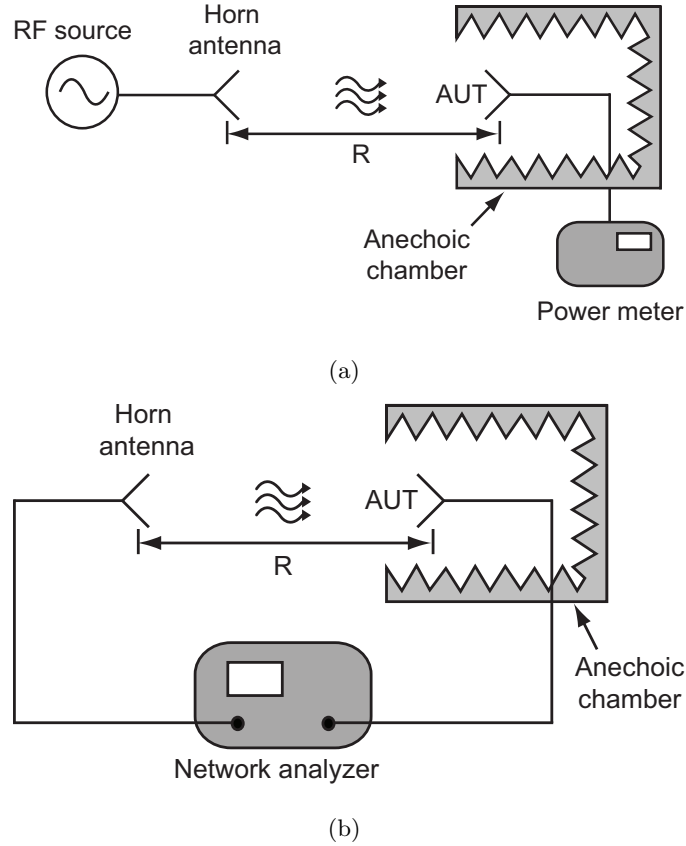 RF source
Horn
antenna
AUT
R
Anechoic
chamber
Power meter
(a)
Horn
antenna
AUT
R
Anechoic
chamber
Network analyzer
(b)